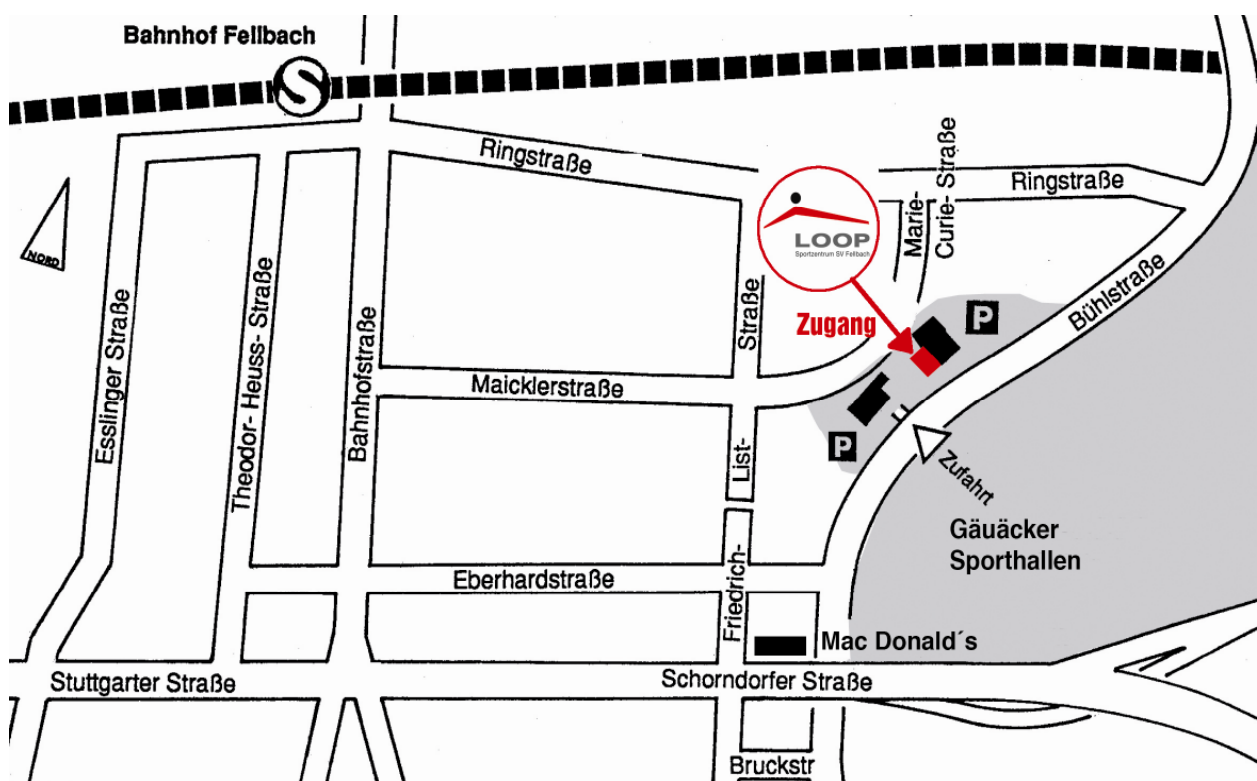 Bahnhof Fellbach
S
Ringstraße
Marie-
Curie- Straße
Ringstraße
NORD
LOOP
Sportzentrum SV Fellbach
Zugang
P
Bühlstraße
Esslinger Straße
Theodor- Heuss- Straße
Bahnhofstraße
Maicklerstraße
Friedrich-
List-
Straße
P
Zufahrt
Gäuäcker
Sporthallen
Eberhardstraße
Mac Donald´s
Stuttgarter Straße
Schorndorfer Straße
Bruckstr